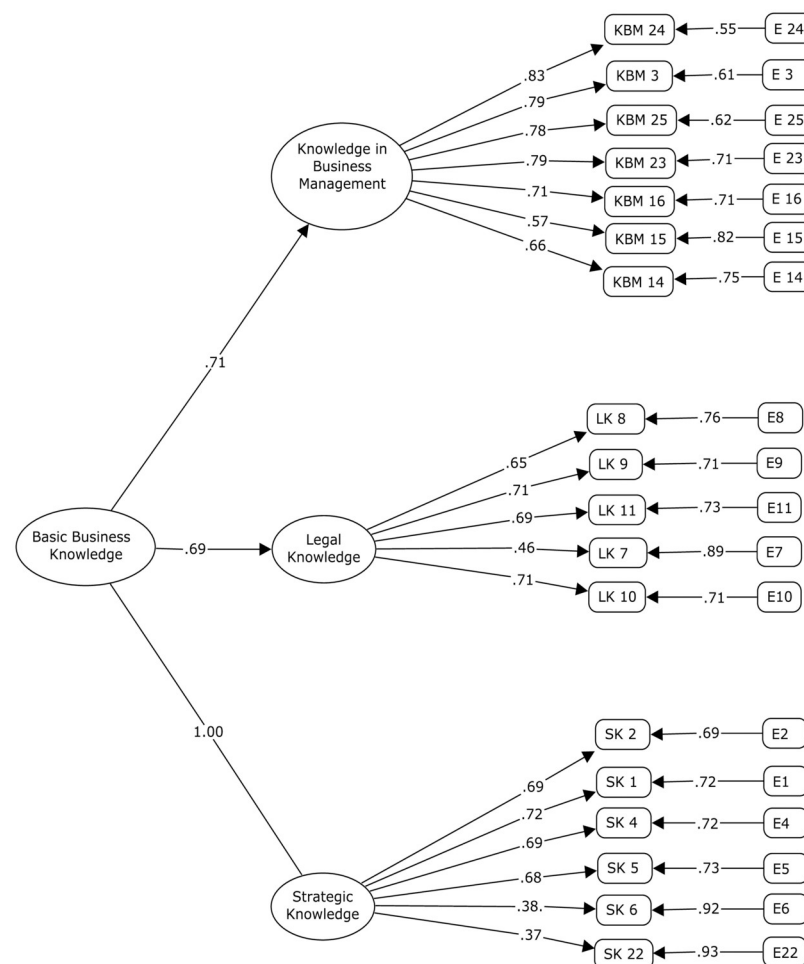 KBM 24
.55
E 24
.83
KBM 3
.61
E 3
.79
KBM 25
.62
E 25
.78
Knowledge in
Business
Management
KBM 23
.71
E 23
.79
KBM 16
.71
E 16
.71
KBM 15
.82
E 15
.57
KBM 14
.75
E 14
.66
.71
LK 8
.76
E8
.65
LK 9
.71
E9
.71
LK 11
.73
E11
.69
Basic Business
Knowledge
.69
Legal
Knowledge
.46
LK 7
.89
E7
.71
LK 10
.71
E10
1.00
SK 2
.69
E2
.69
SK 1
.72
E1
.72
SK 4
.72
E4
.69
SK 5
.73
E5
.68
Strategic
Knowledge
.38.
SK 6
.92
E6
.37
SK 22
.93
E22